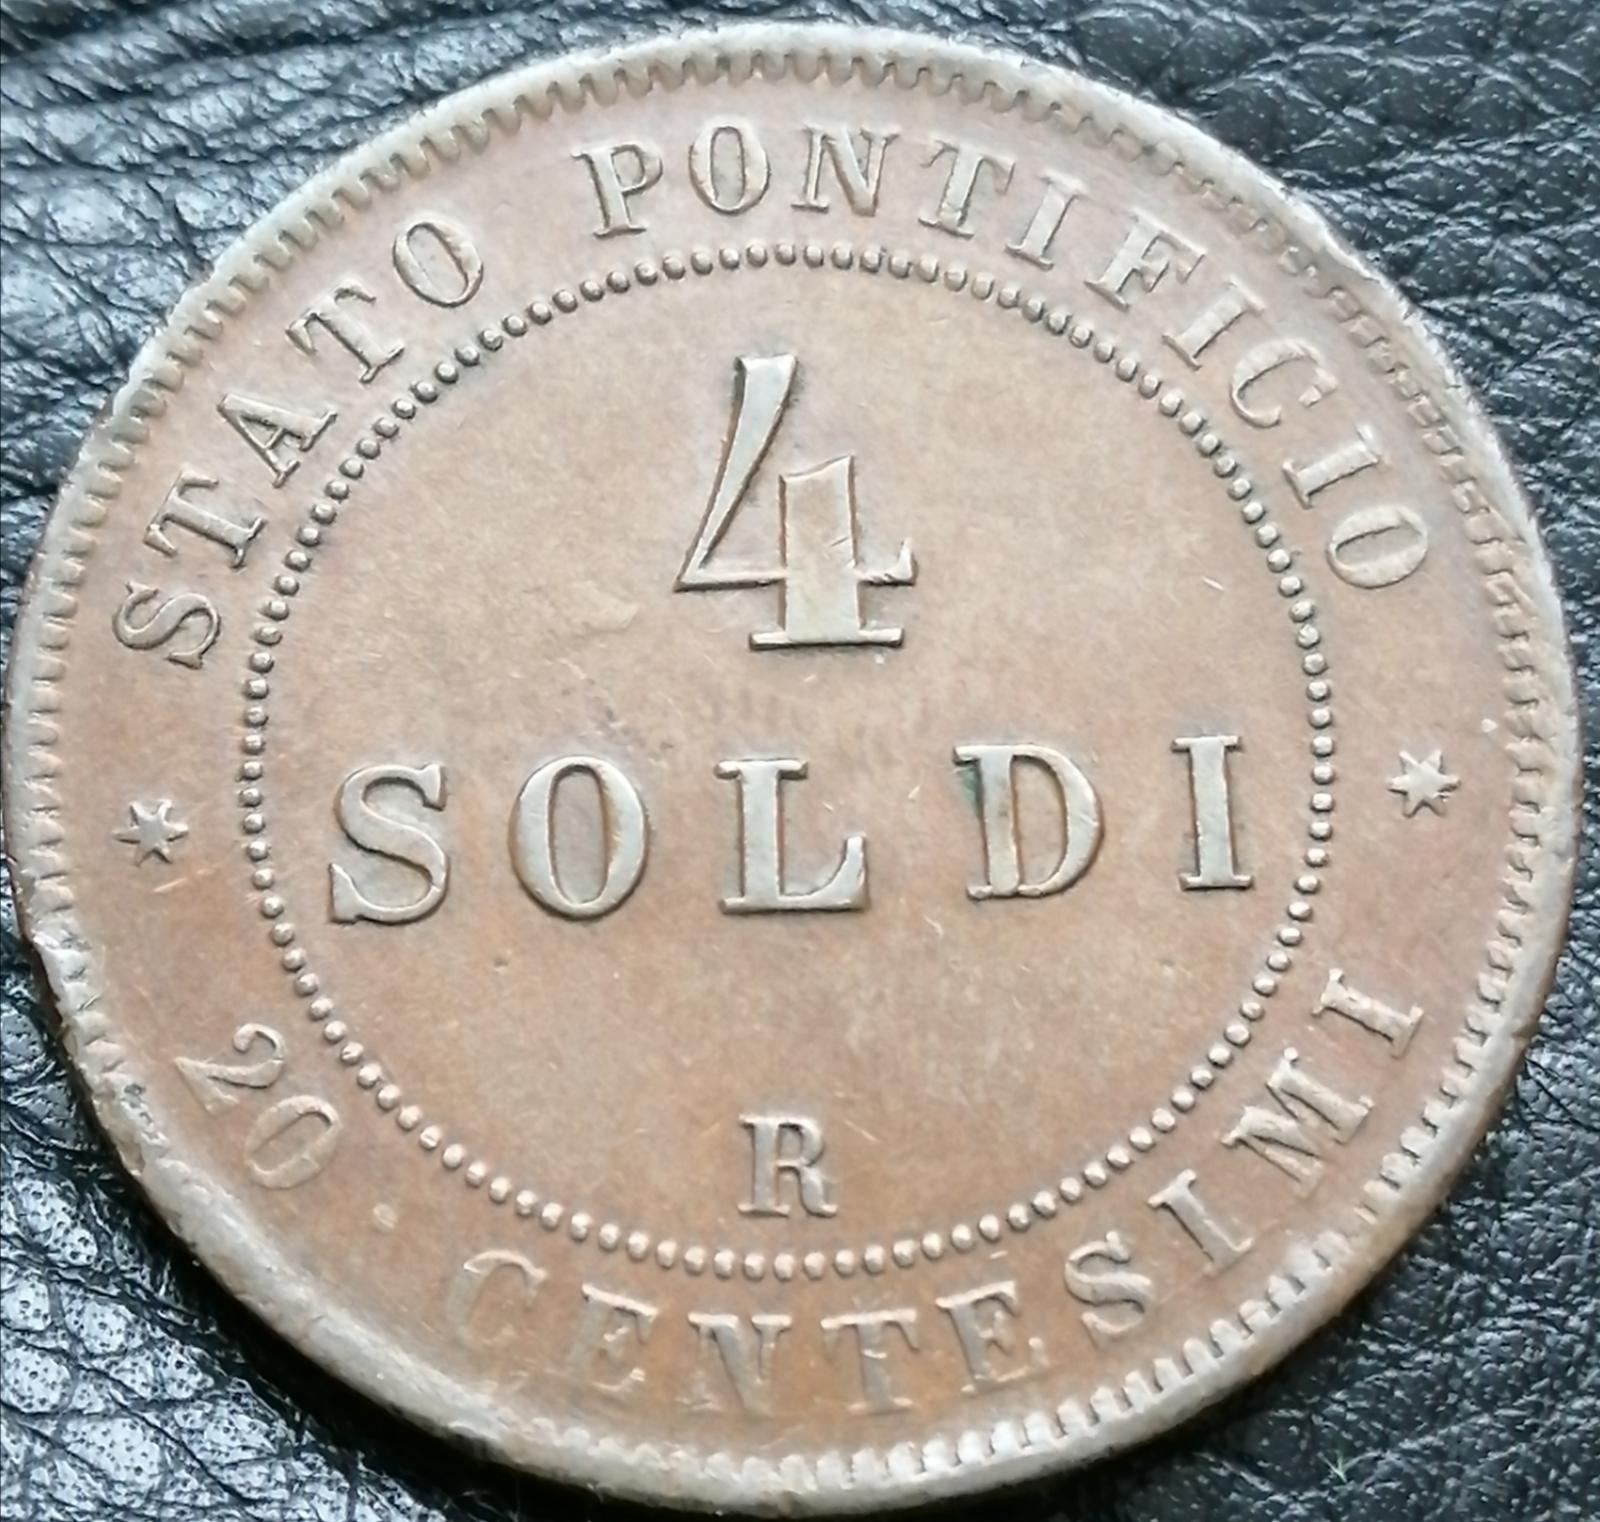 STATO PONTIFICIO
4
SOLDI
R
20 · CENTESIMI